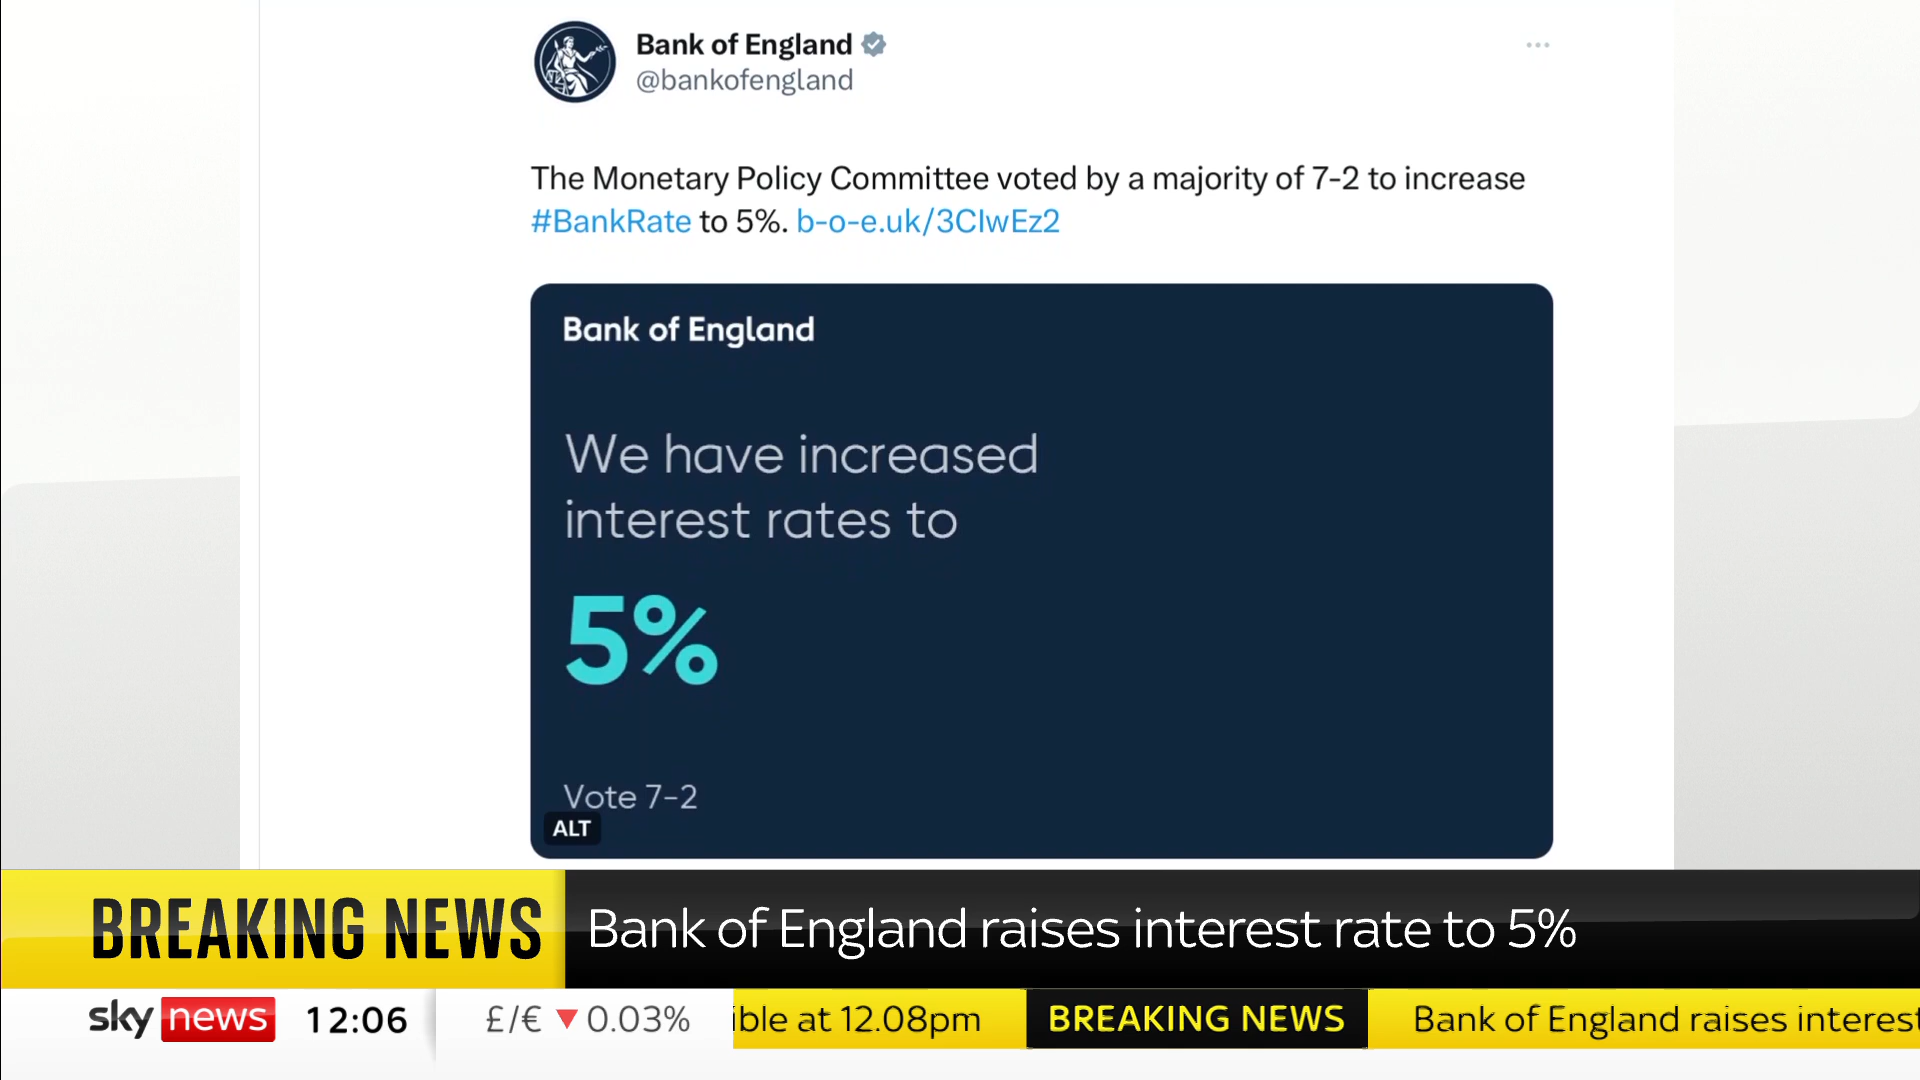 Bank of England
@bankofengland
The Monetary Policy Committee voted by a majority of 7-2 to increase
#BankRate to 5%. b-o-e.uk/3CIwEz2
Bank of England
We have increased
interest rates to
5%
Vote 7-2
ALT
BREAKING NEWS Bank of England raises interest rate to 5%
sky news 12:06 £/€ ▼ 0.03% ible at 12.08pm BREAKING NEWS Bank of England raises interest